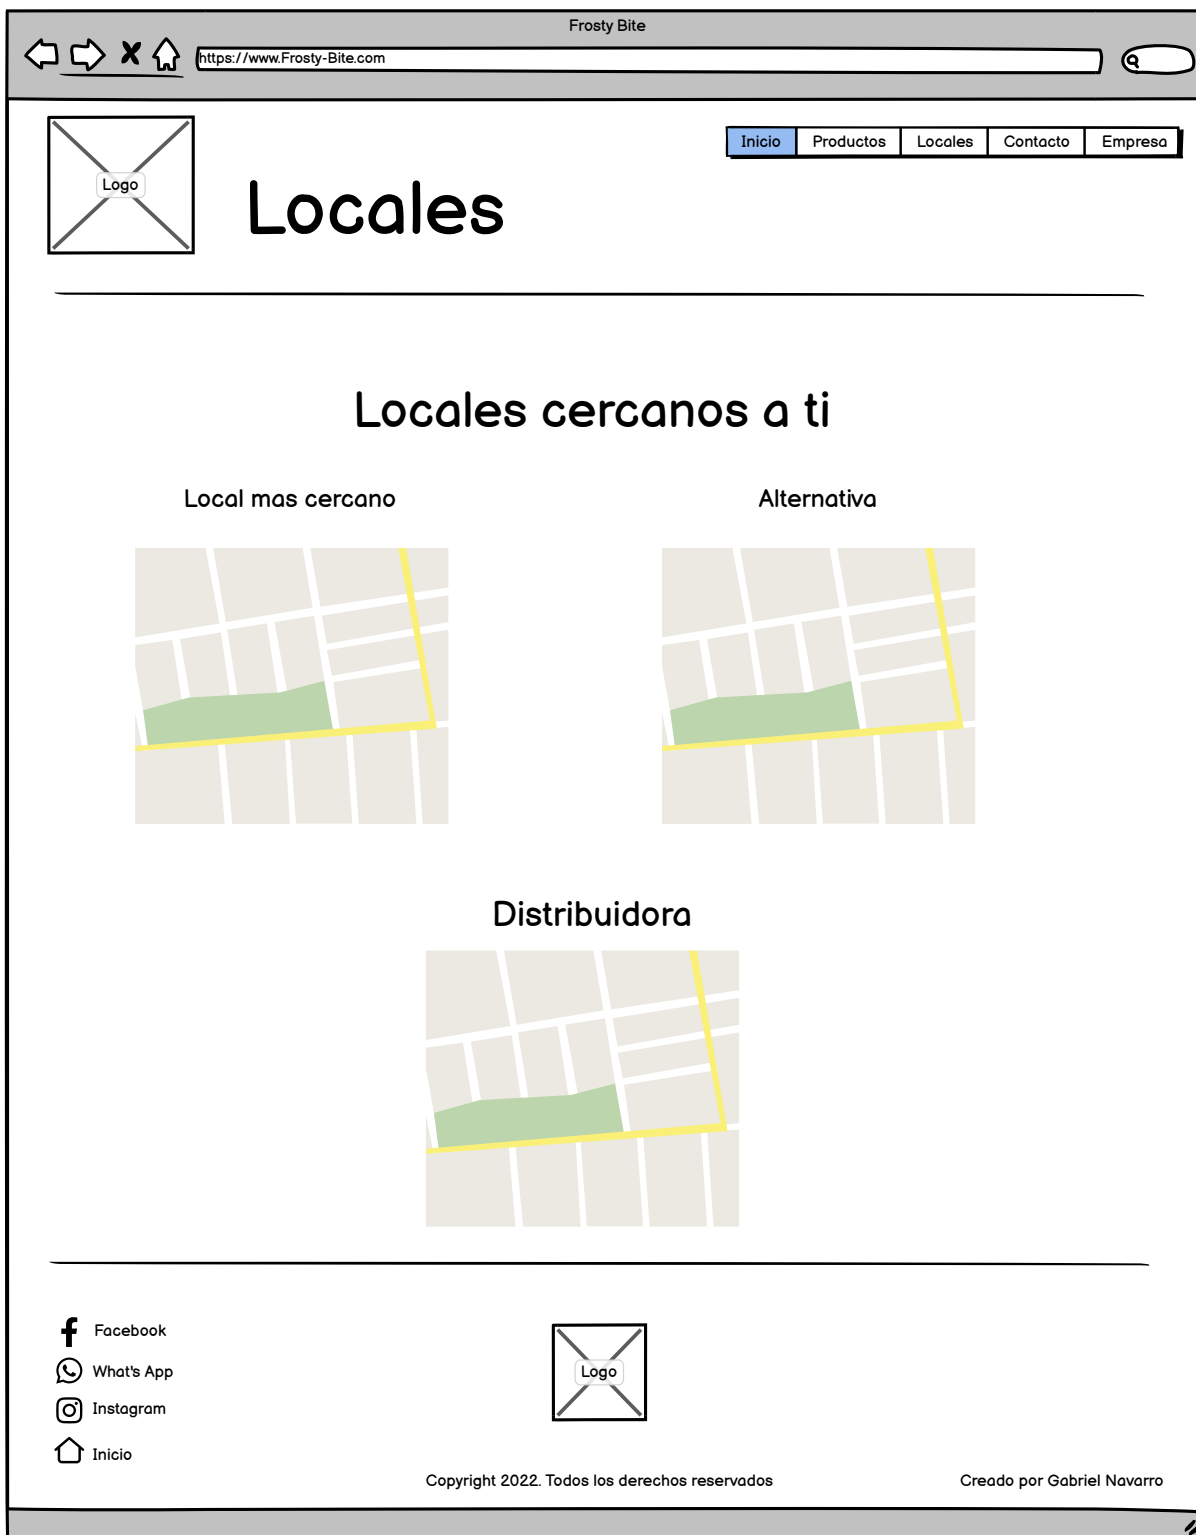 Frosty Bite
https://www.Frosty-Bite.com
Logo
Inicio Productos Locales Contacto Empresa
Locales
Locales cercanos a ti
Local mas cercano
Alternativa
Distribuidora
Facebook
What's App
Instagram
Inicio
Logo
Copyright 2022. Todos los derechos reservados
Creado por Gabriel Navarro